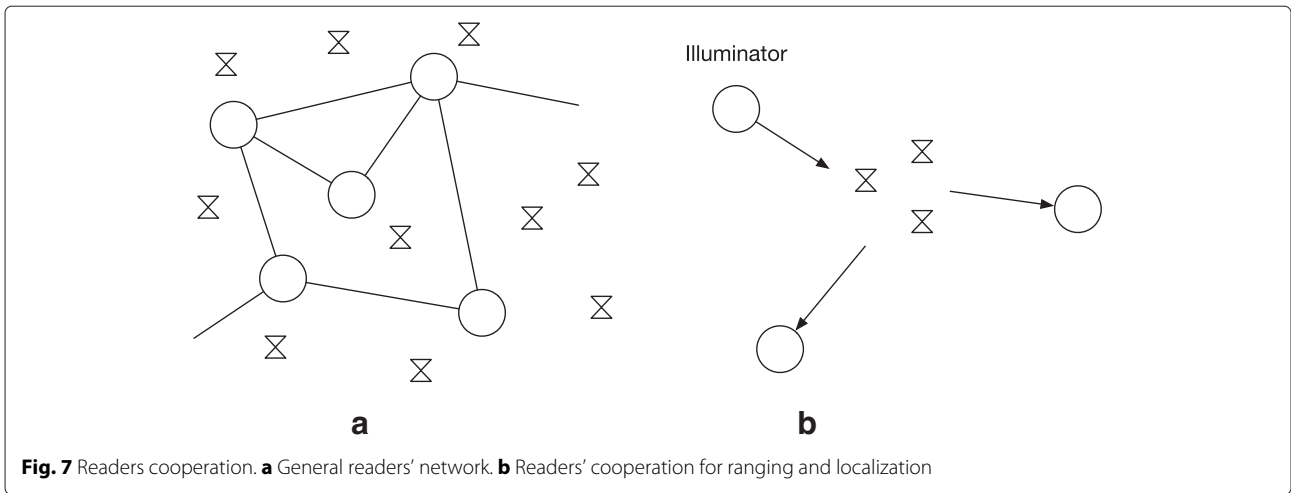 Illuminator
a
b
Fig. 7 Readers cooperation. a General readers' network. b Readers' cooperation for ranging and localization